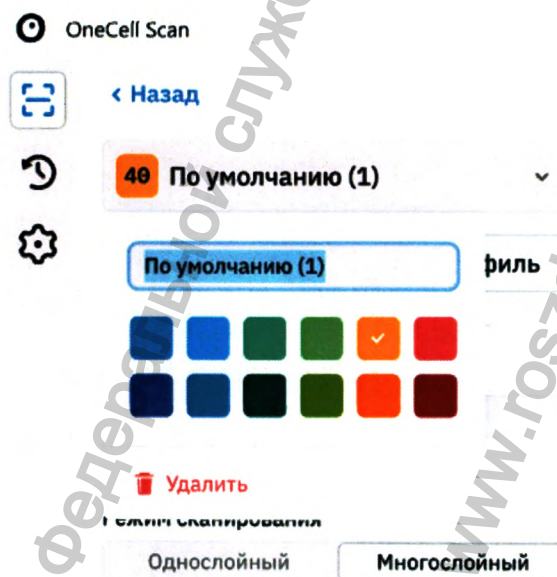 OneCell Scan
< Назад
40 По умолчанию (1)
По умолчанию (1)
филь
Удалить
Режим сканирования
Однослойный Многослойный
Федеральной служ
www.rosz